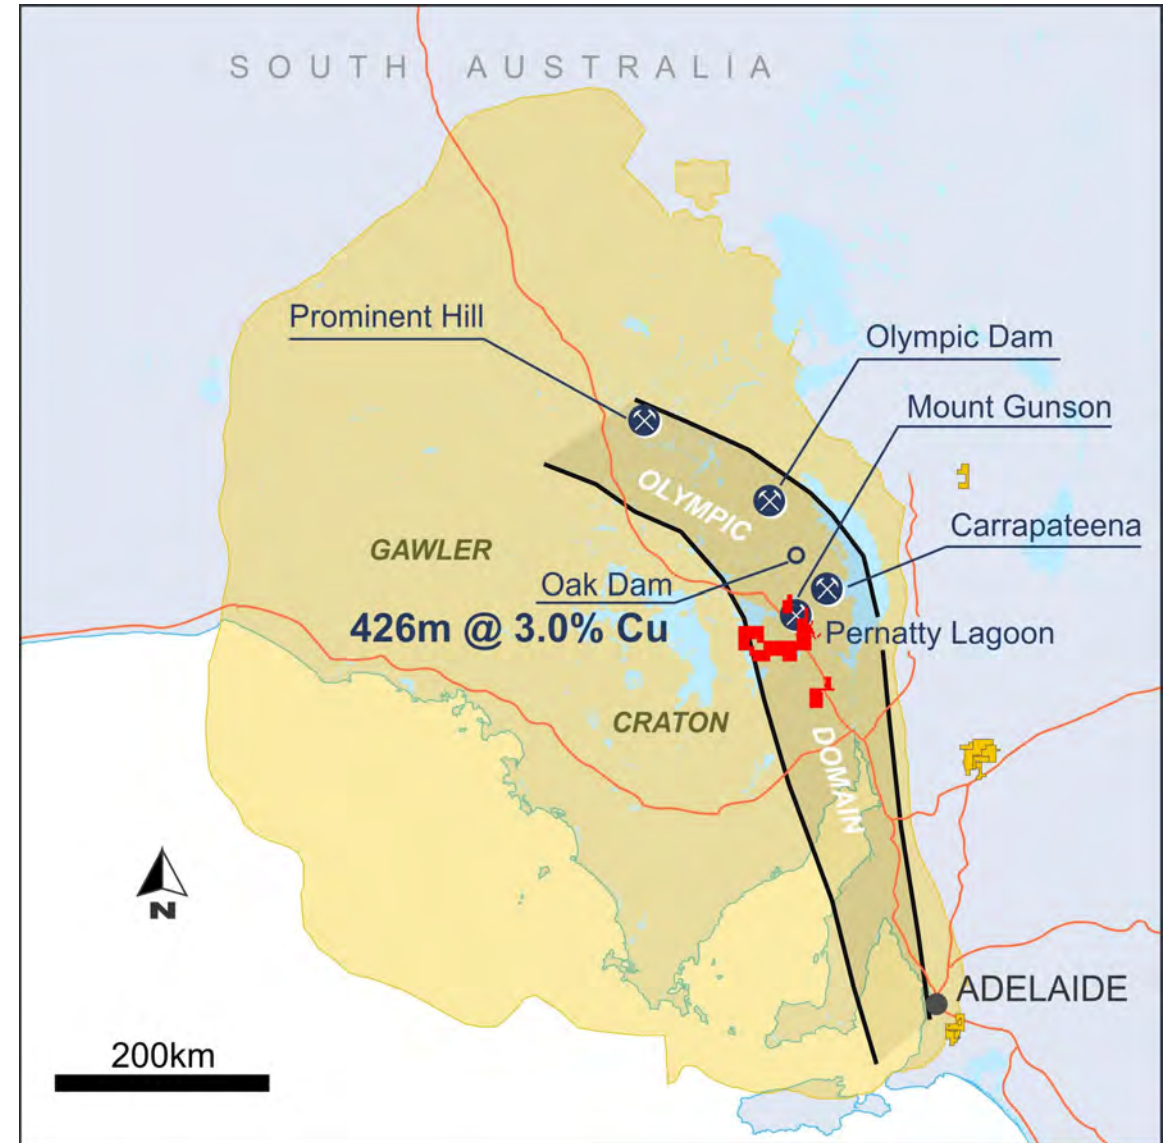 SOUTH AUSTRALIA
Prominent Hill
Olympic Dam
Mount Gunson
OLYMPIC
Carrapateena
GAWLER
Oak Dam
426m @ 3.0% Cu
Pernatty Lagoon
CRATON
DOMAIN
N
ADELAIDE
200km